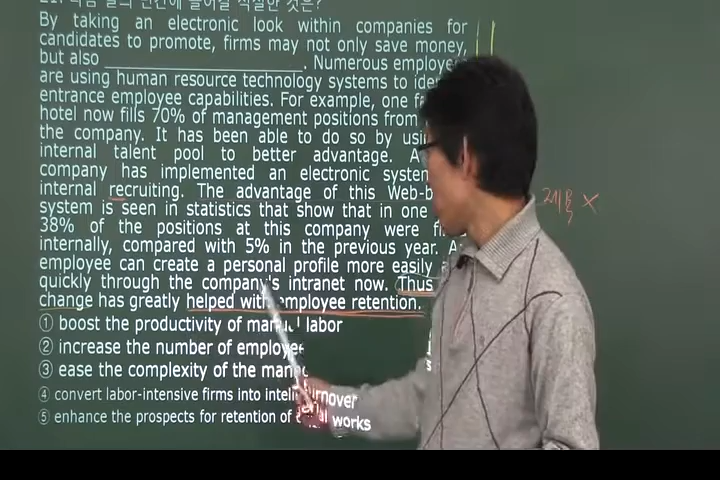 By taking an electronic look within companies for
candidates to promote, firms may not only save money,
but also ____________________. Numerous
are using human resource technology systems to
entrance employee capabilities. For example, one
hotel now fills 70% of management positions from
the company. It has been able to do so by
internal talent pool to better advantage.
company has implemented an electronic
internal recruiting. The advantage of this
system is seen in statistics that show that in one
38% of the positions at this company were
internally, compared with 5% in the previous year.
employee can create a personal profile more easily
quickly through the company's intranet now. Thus
change has greatly helped with employee retention.
① boost the productivity of labor
② increase the number of
③ ease the complexity of the
④ convert labor-intensive firms into
⑤ enhance the prospects for retention of works